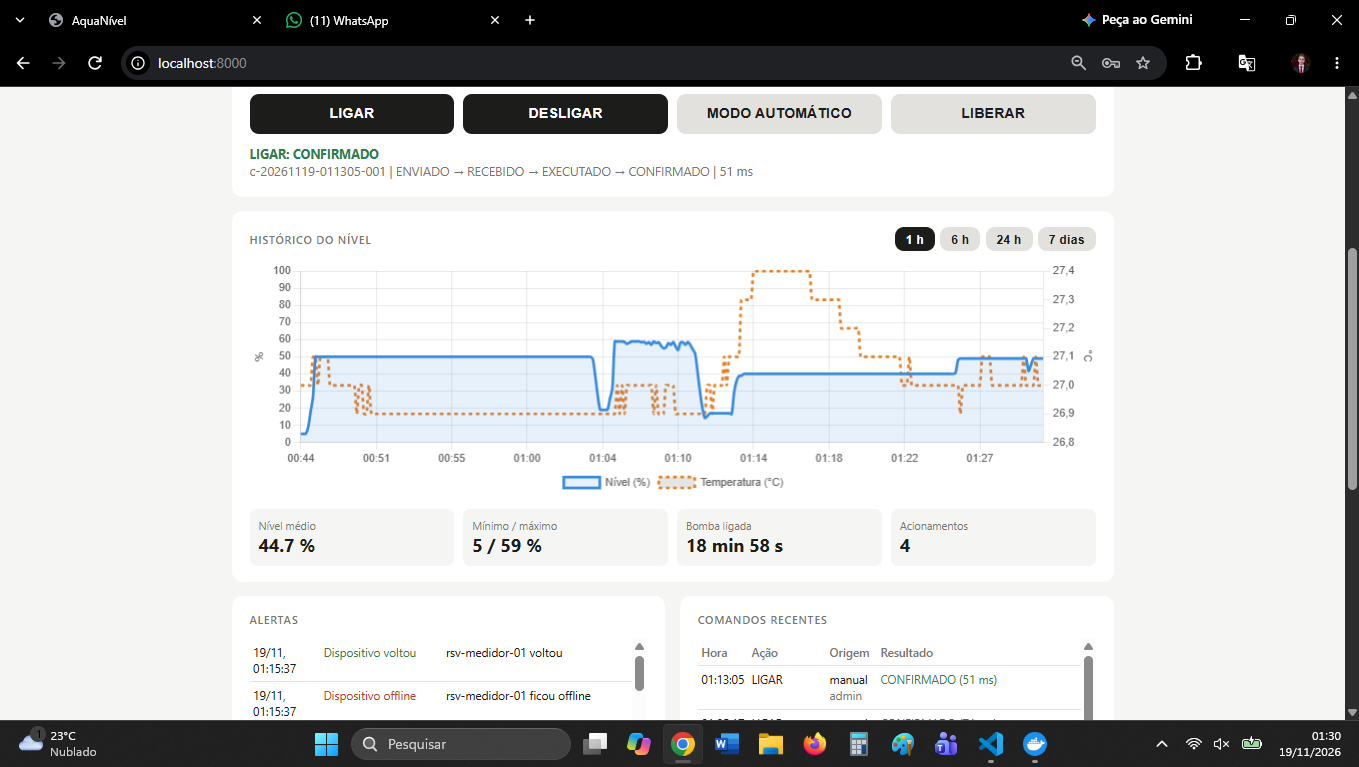 AquaNível
(11) WhatsApp
Peça ao Gemini
localhost:8000
LIGAR
DESLIGAR
MODO AUTOMÁTICO
LIBERAR
LIGAR: CONFIRMADO
c-20261119-011305-001 | ENVIADO → RECEBIDO → EXECUTADO → CONFIRMADO | 51 ms
HISTÓRICO DO NÍVEL
1 h
6 h
24 h
7 dias
100
90
80
70
60
50
40
30
20
10
0
%
27,4
27,3
27,2
27,1
27,0
26,9
26,8
°C
00:44 00:51 00:55 01:00 01:04 01:10 01:14 01:18 01:22 01:27
Nível (%) Temperatura (°C)
Nível médio
44.7 %
Mínimo / máximo
5 / 59 %
Bomba ligada
18 min 58 s
Acionamentos
4
ALERTAS
19/11, 
01:15:37
Dispositivo voltou
rsv-medidor-01 voltou
19/11,
01:15:37
Dispositivo offline
rsv-medidor-01 ficou offline
COMANDOS RECENTES
Hora Ação Origem Resultado
01:13:05 LIGAR manual CONFIRMADO (51 ms)
admin
1
23°C
Nublado
Pesquisar
01:30
19/11/2026